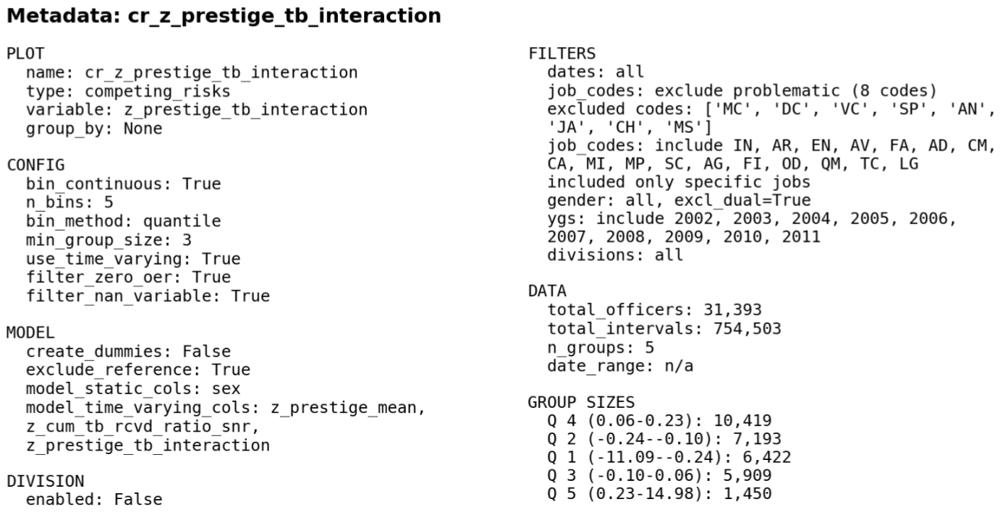 Metadata: cr_z_prestige_tb_interaction
PLOT
name: cr_z_prestige_tb_interaction
type: competing_risks
variable: z_prestige_tb_interaction
group_by: None
CONFIG
bin_continuous: True
n_bins: 5
bin_method: quantile
min_group_size: 3
use_time_varying: True
filter_zero_oer: True
filter_nan_variable: True
MODEL
create_dummies: False
exclude_reference: True
model_static_cols: sex
model_time_varying_cols: z_prestige_mean,
z_cum_tb_rcvd_ratio_snr,
z_prestige_tb_interaction
DIVISION
enabled: False
FILTERS
dates: all
job_codes: exclude problematic (8 codes)
excluded codes: ['MC', 'DC', 'VC', 'SP', 'AN',
'JA', 'CH', 'MS']
job_codes: include IN, AR, EN, AV, FA, AD, CM,
CA, MI, MP, SC, AG, FI, OD, QM, TC, LG
included only specific jobs
gender: all, excl_dual=True
ygs: include 2002, 2003, 2004, 2005, 2006,
2007, 2008, 2009, 2010, 2011
divisions: all
DATA
total_officers: 31,393
total_intervals: 754,503
n_groups: 5
date_range: n/a
GROUP SIZES
Q 4 (0.06-0.23): 10,419
Q 2 (-0.24--0.10): 7,193
Q 1 (-11.09--0.24): 6,422
Q 3 (-0.10-0.06): 5,909
Q 5 (0.23-14.98): 1,450